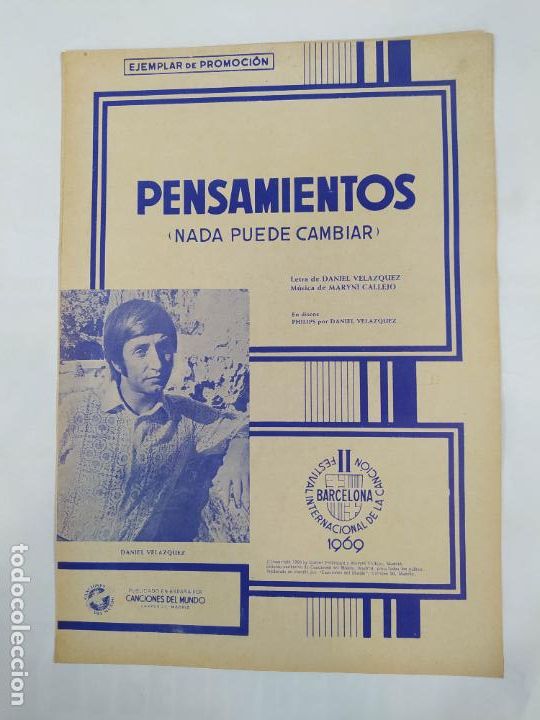 EJEMPLAR DE PROMOCIÓN
PENSAMIENTOS
(NADA PUEDE CAMBIAR)
Letra de DANIEL VELAZQUEZ
Música de MARYNI CALLEJO
En discos
PHILIPS por DANIEL VELAZQUEZ
II
FESTIVAL INTERNACIONAL DE LA CANCIÓN
BARCELONA
1969
DANIEL VELAZQUEZ
PUBLICADO EN ESPAÑA POR
CANCIONES DEL MUNDO
MADRID
todocoleccion